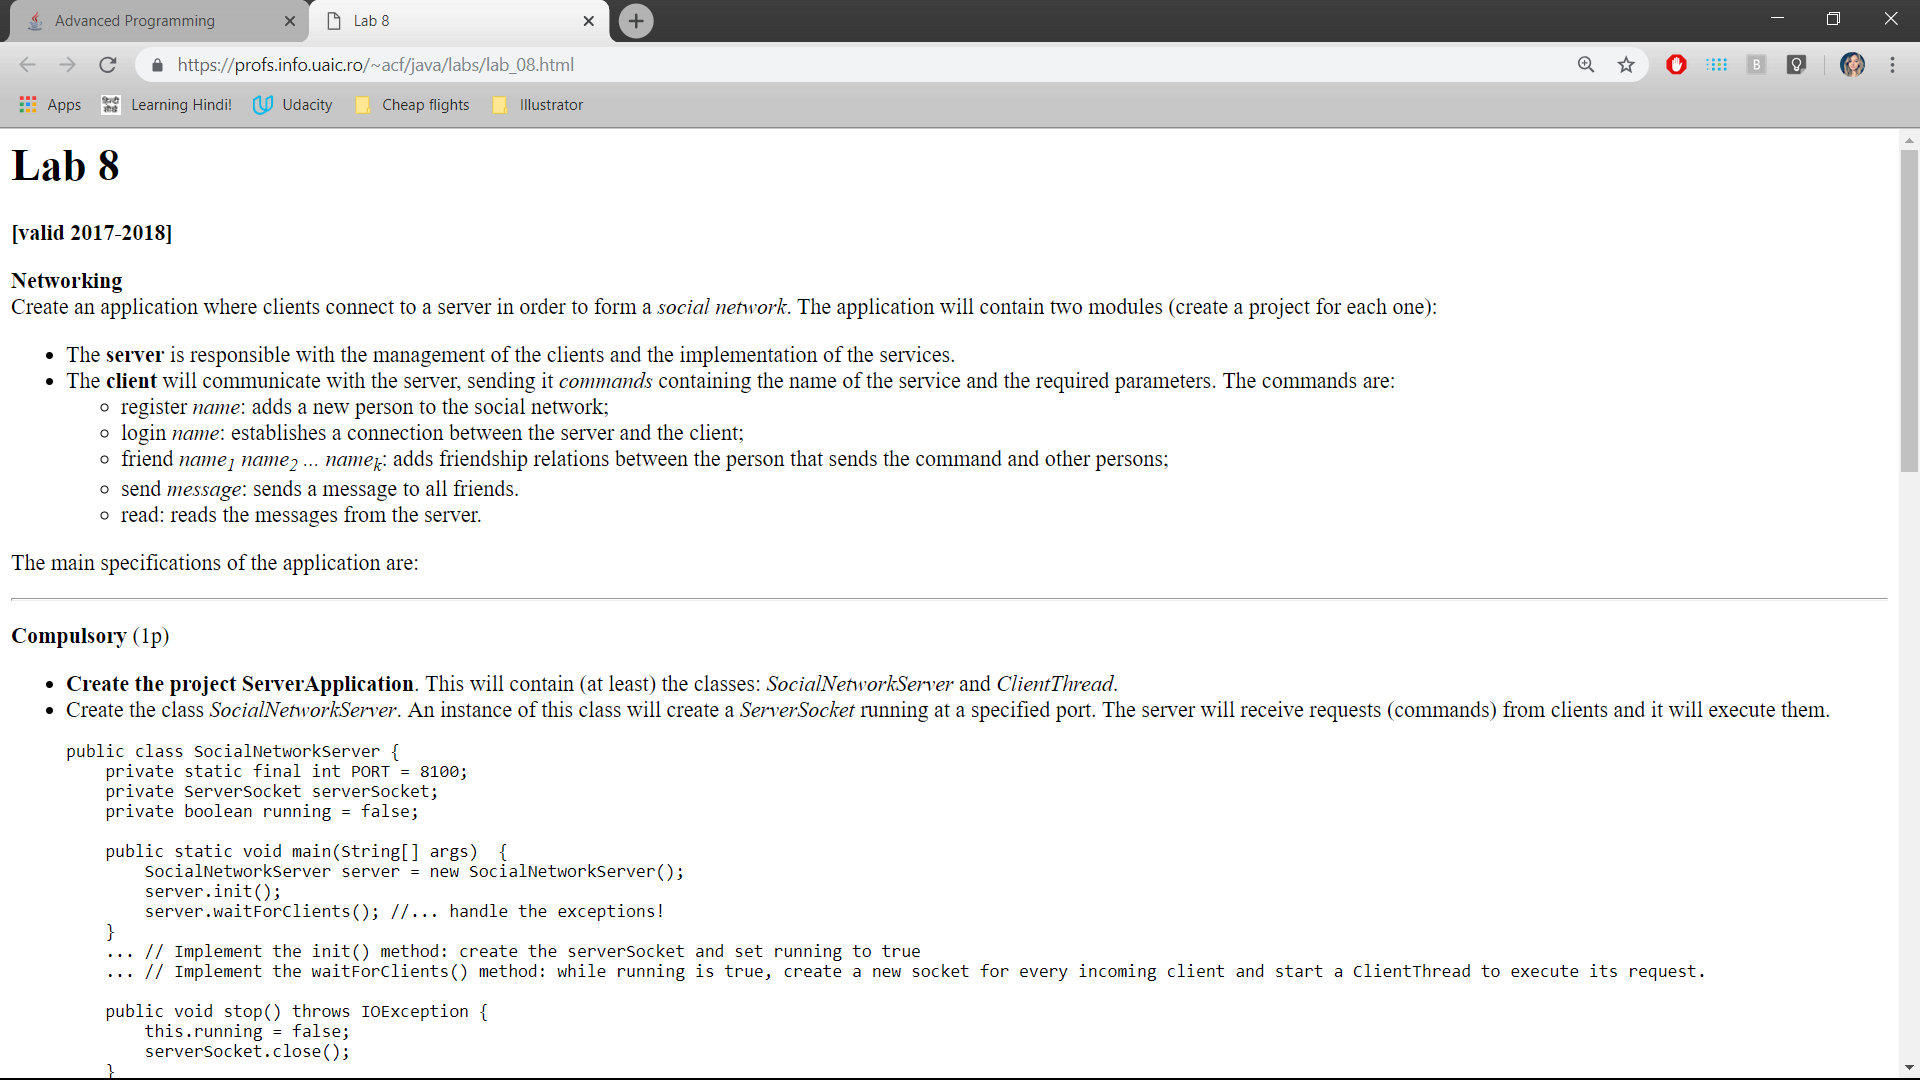 Advanced Programming
Lab 8
https://profs.info.uaic.ro/~acf/java/labs/lab_08.html
B
Apps
Learning Hindi!
Udacity
Cheap flights
Illustrator
Lab 8
[valid 2017-2018]
Networking
Create an application where clients connect to a server in order to form a social network. The application will contain two modules (create a project for each one):
• The server is responsible with the management of the clients and the implementation of the services.
• The client will communicate with the server, sending it commands containing the name of the service and the required parameters. The commands are:
◦ register name: adds a new person to the social network;
◦ login name: establishes a connection between the server and the client;
◦ friend name1 name2 ... namek: adds friendship relations between the person that sends the command and other persons;
◦ send message: sends a message to all friends.
◦ read: reads the messages from the server.
The main specifications of the application are:
Compulsory (1p)
• Create the project ServerApplication. This will contain (at least) the classes: SocialNetworkServer and ClientThread.
• Create the class SocialNetworkServer. An instance of this class will create a ServerSocket running at a specified port. The server will receive requests (commands) from clients and it will execute them.
public class SocialNetworkServer {
    private static final int PORT = 8100;
    private ServerSocket serverSocket;
    private boolean running = false;
    public static void main(String[] args)  {
        SocialNetworkServer server = new SocialNetworkServer();
        server.init();
        server.waitForClients(); //... handle the exceptions!
    }
    ... // Implement the init() method: create the serverSocket and set running to true
    ... // Implement the waitForClients() method: while running is true, create a new socket for every incoming client and start a ClientThread to execute its request.
    public void stop() throws IOException {
        this.running = false;
        serverSocket.close();
    }